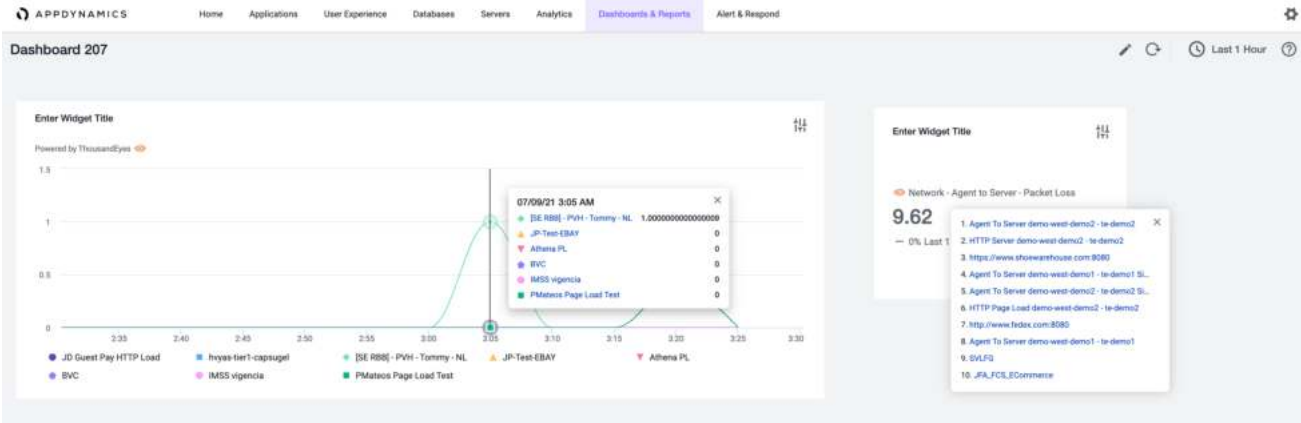 APPDYNAMICS Home Applications User Experience Databases Servers Analytics Dashboards & Reports Alert & Respond
Dashboard 207 Last 1 Hour
Enter Widget Title
Powered by ThousandEyes
1.5
1
0.5
0
2:35 2:40 2:45 2:50 2:55 3:00 3:05 3:10 3:15 3:20 3:25 3:30
07/09/21 3:05 AM
[SE RBB] - PVH - Tommy - NL 1.0000000000000000
JP-Test-EBAY 0
Athena PL 0
BVC 0
IMSS vigencia 0
PMateos Page Load Test 0
JD Guest Pay HTTP Load hvyas-tier1-capsugel [SE RBB] - PVH - Tommy - NL JP-Test-EBAY Athena PL
BVC IMSS vigencia PMateos Page Load Test
Enter Widget Title
Network - Agent to Server - Packet Loss
9.62
0% Last 1
1. Agent To Server demo-west-demo2 - te-demo2
2. HTTP Server demo-west-demo2 - te-demo2
3. https://www.shoewarehouse.com:8080
4. Agent To Server demo-west-demo1 - te-demo1 Si...
5. Agent To Server demo-west-demo2 - te-demo2 Si...
6. HTTP Page Load demo-west-demo2 - te-demo2
7. http://www.fedex.com:8080
8. Agent To Server demo-west-demo1 - te-demo1
9. SVLFG
10. JFA_FCS_ECommerce